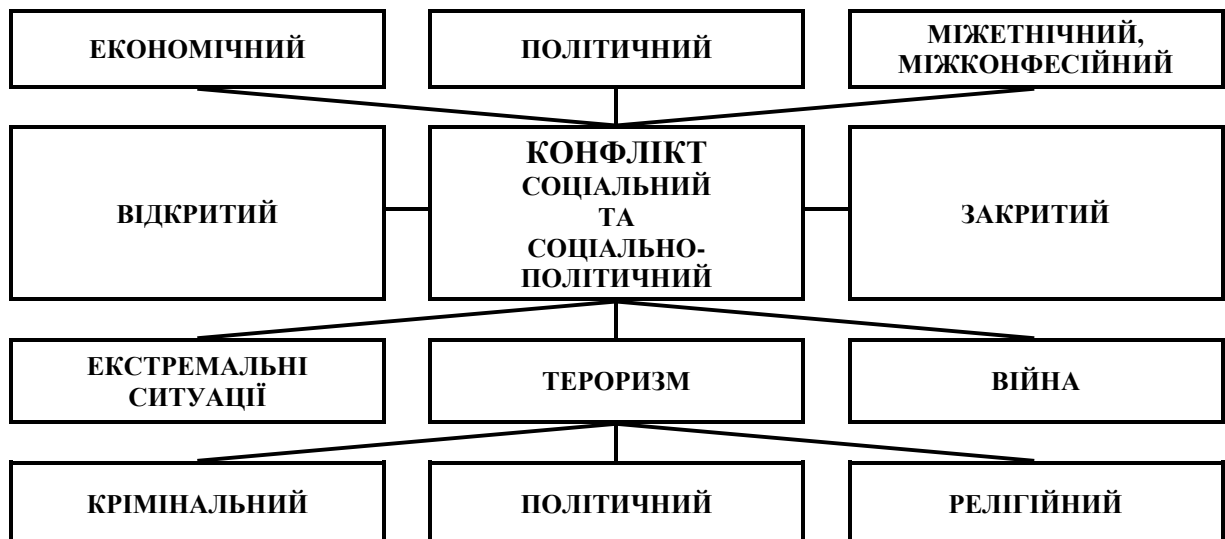 ЕКОНОМІЧНИЙ
ПОЛІТИЧНИЙ
МІЖЕТНІЧНИЙ,
МІЖКОНФЕСІЙНИЙ
ВІДКРИТИЙ
КОНФЛІКТ
СОЦІАЛЬНИЙ
ТА
СОЦІАЛЬНО-
ПОЛІТИЧНИЙ
ЗАКРИТИЙ
ЕКСТРЕМАЛЬНІ
СИТУАЦІЇ
ТЕРОРИЗМ
ВІЙНА
КРІМІНАЛЬНИЙ
ПОЛІТИЧНИЙ
РЕЛІГІЙНИЙ